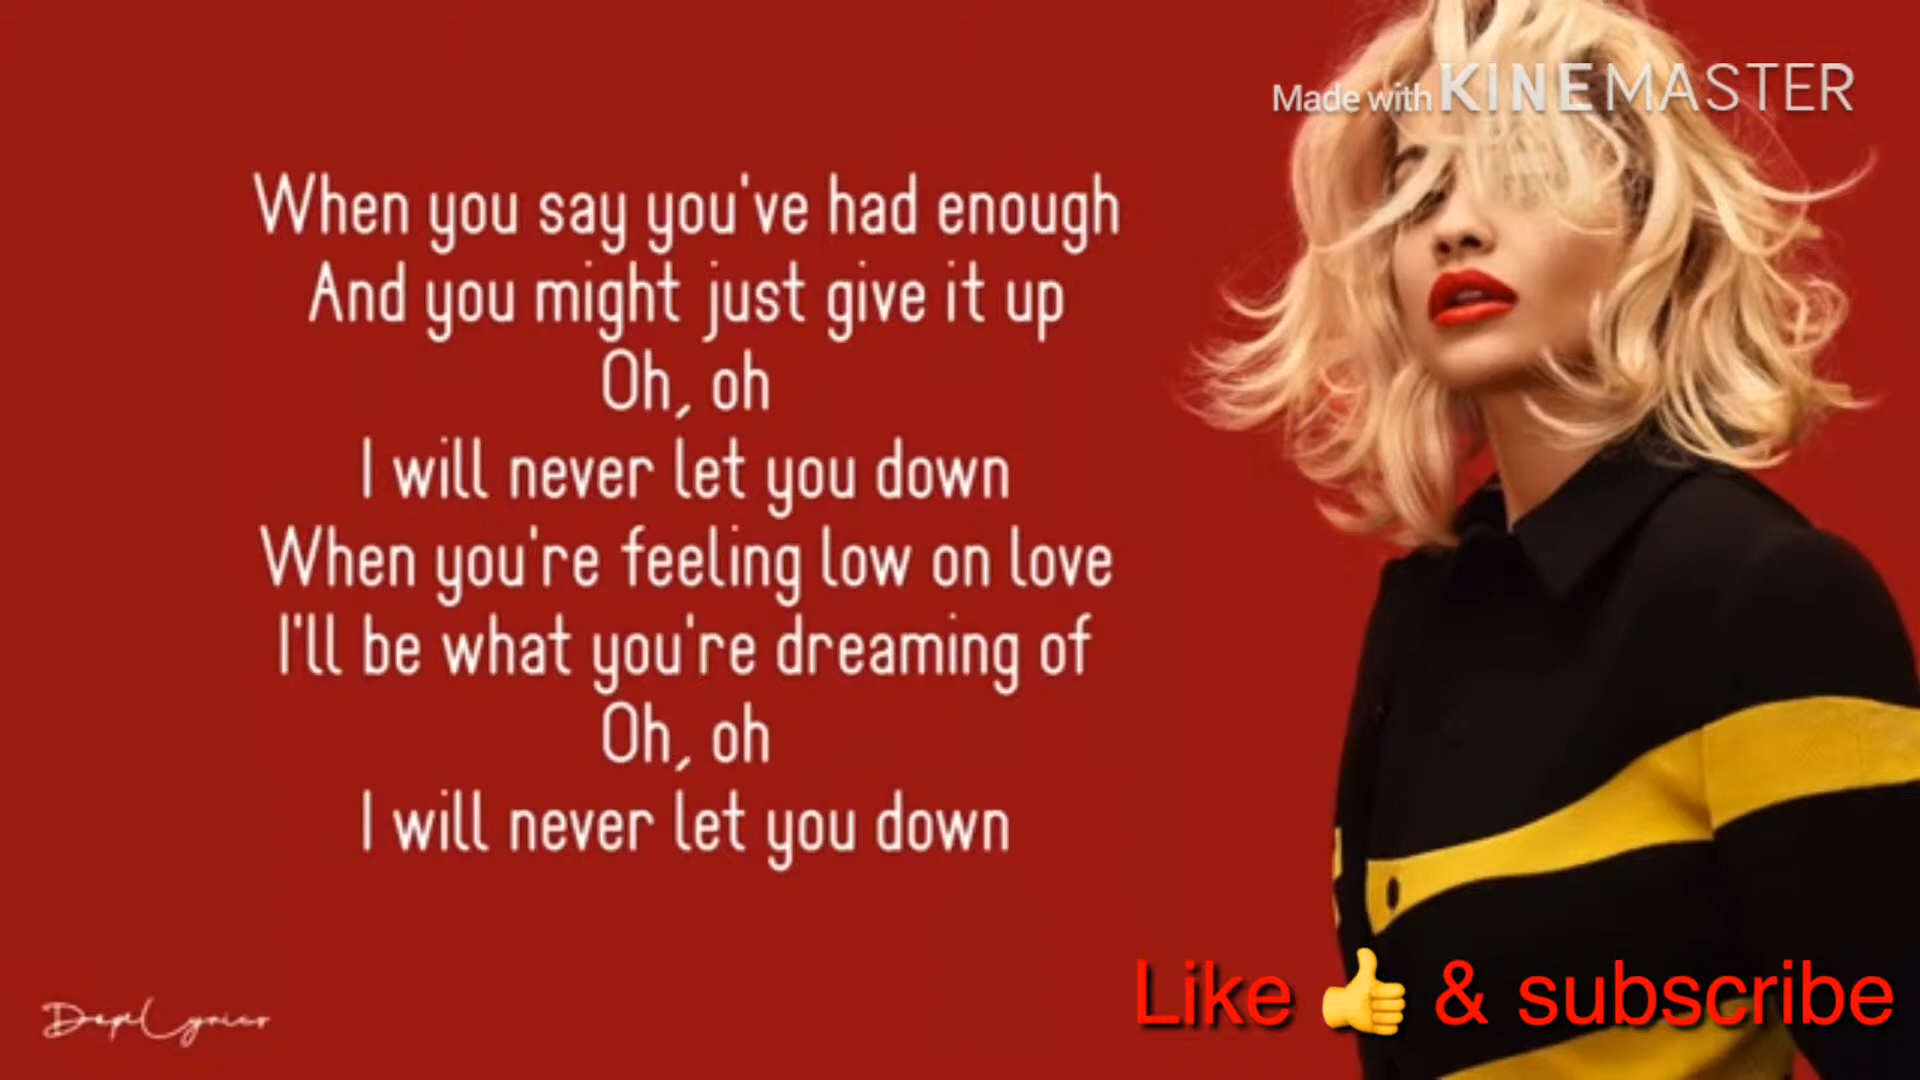 Made with KINEMASTER
When you say you've had enough
And you might just give it up
Oh, oh
I will never let you down
When you're feeling low on love
I'll be what you're dreaming of
Oh, oh
I will never let you down
Like 👍 & subscribe
DopeLyrics